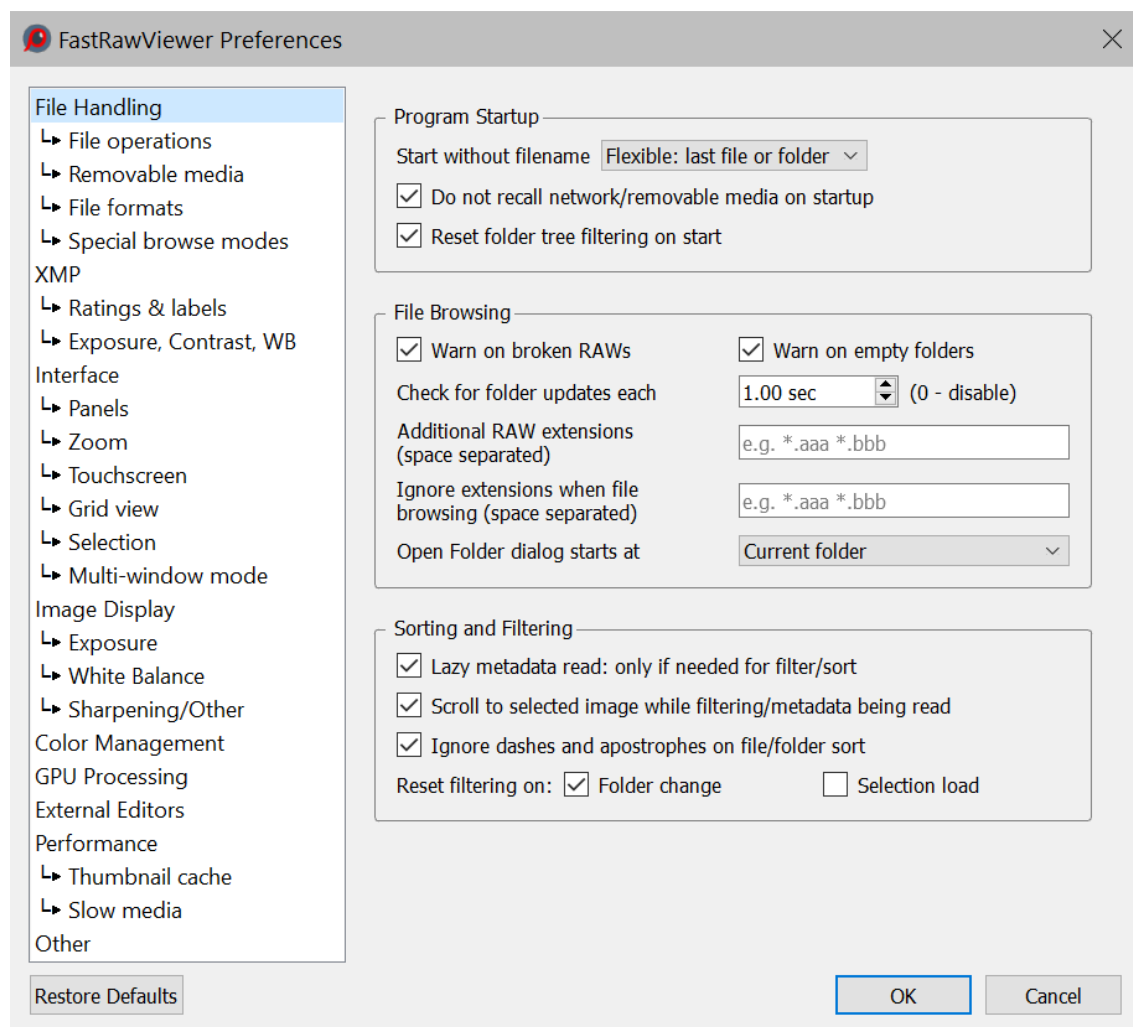 FastRawViewer Preferences
File Handling
File operations
Removable media
File formats
Special browse modes
XMP
Ratings & labels
Exposure, Contrast, WB
Interface
Panels
Zoom
Touchscreen
Grid view
Selection
Multi-window mode
Image Display
Exposure
White Balance
Sharpening/Other
Color Management
GPU Processing
External Editors
Performance
Thumbnail cache
Slow media
Other
Program Startup
Start without filename Flexible: last file or folder
Do not recall network/removable media on startup
Reset folder tree filtering on start
File Browsing
Warn on broken RAWs Warn on empty folders
Check for folder updates each 1.00 sec (0 - disable)
Additional RAW extensions
(space separated)
e.g. *.aaa *.bbb
Ignore extensions when file
browsing (space separated)
e.g. *.aaa *.bbb
Open Folder dialog starts at Current folder
Sorting and Filtering
Lazy metadata read: only if needed for filter/sort
Scroll to selected image while filtering/metadata being read
Ignore dashes and apostrophes on file/folder sort
Reset filtering on: Folder change Selection load
Restore Defaults OK Cancel